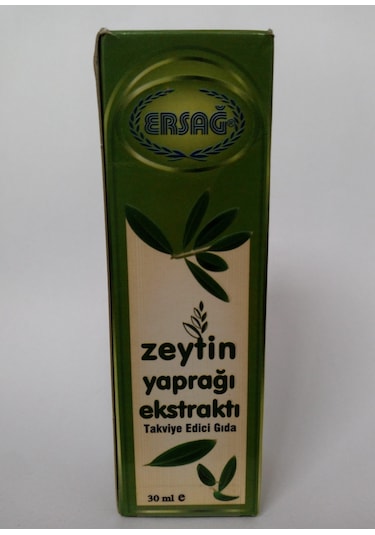 ERSAĞ
zeytin
yaprağı
ekstraktı
Takviye Edici Gıda
30 ml ℮